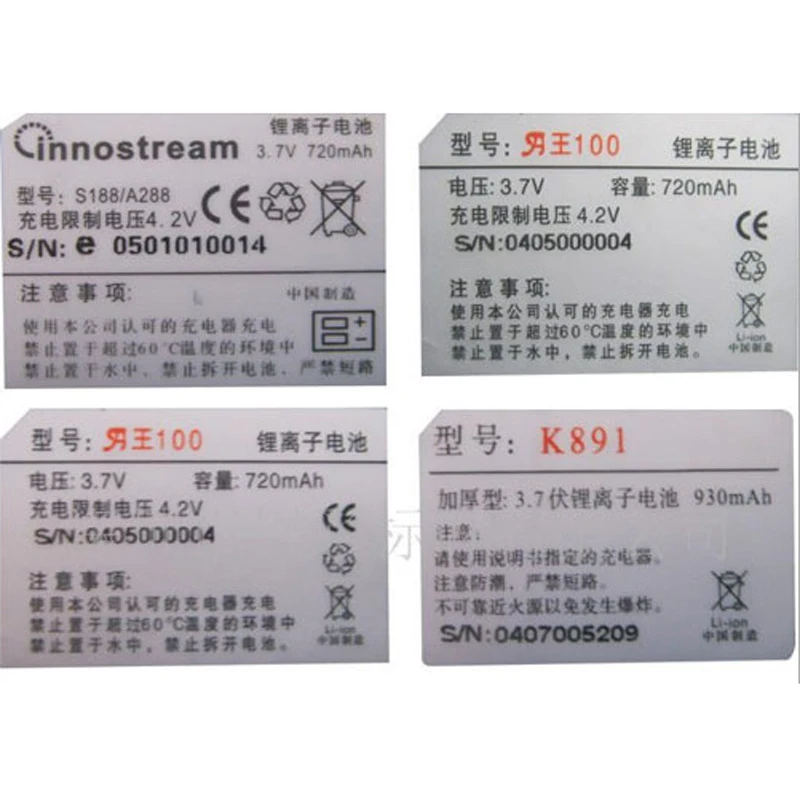 innostream
锂离子电池
3.7V 720mAh
型号: S188/A288
充电限制电压4.2V
S/N: e 0501010014
注意事项:
中国制造
使用本公司认可的充电器充电
禁止置于超过60℃温度的环境中
禁止置于水中，禁止拆开电池，严禁短路
型号: 王100
锂离子电池
电压: 3.7V 容量: 720mAh
充电限制电压 4.2V
S/N:0405000004
使用本公司认可的充电器充电
禁止置于超过60℃温度的环境中
禁止置于水中，禁止拆开电池。
Li-ion
中国制造
型号: 王100
锂离子电池
电压: 3.7V 容量: 720mAh
充电限制电压 4.2V
S/N:0405000004
使用本公司认可的充电器充电
禁止置于超过60℃温度的环境中
禁止置于水中，禁止拆开电池。
Li-ion
中国制造
型号: K891
加厚型: 3.7伏锂离子电池 930mAh
注意:
请使用说明书指定的充电器。
注意防潮，严禁短路。
不可靠近火源以免发生爆炸。
S/N:0407005209
Li-ion
中国制造